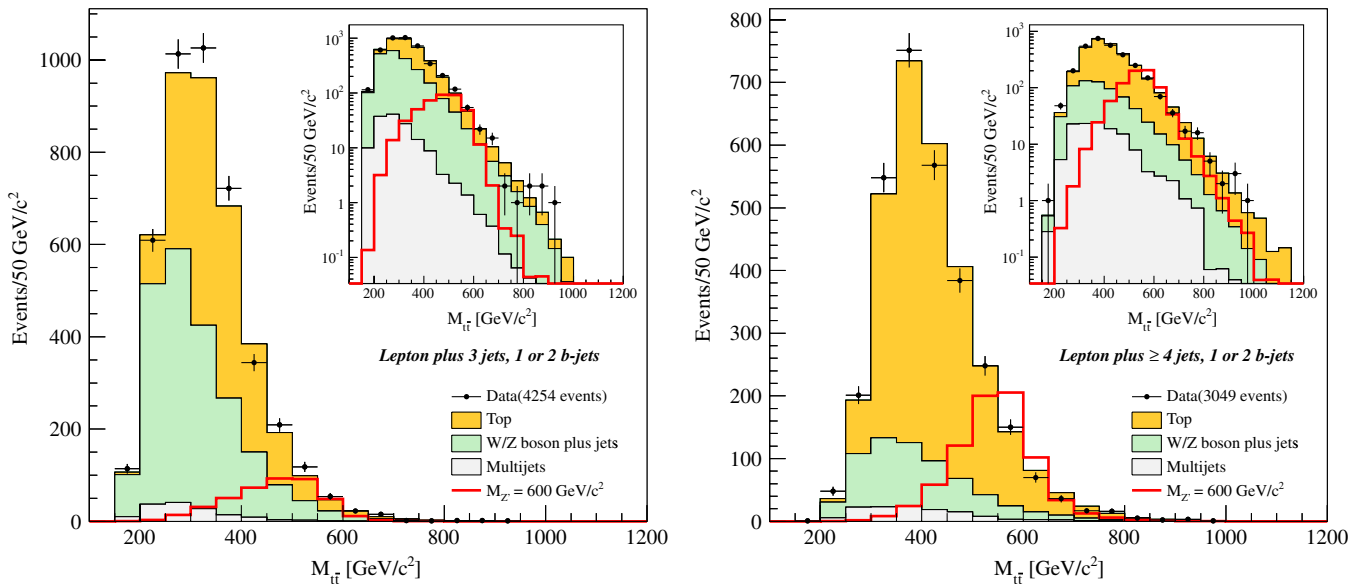 1000
800
600
400
200
0
200
400
600
800
1000
1200
Events/50 GeV/c²
M_tt̄ [GeV/c²]
10³
10²
10
1
10⁻¹
200
400
600
800
1000
1200
Events/50 GeV/c²
M_tt̄ [GeV/c²]
Lepton plus 3 jets, 1 or 2 b-jets
Data(4254 events)
Top
W/Z boson plus jets
Multijets
M_Z' = 600 GeV/c²
800
700
600
500
400
300
200
100
0
200
400
600
800
1000
1200
Events/50 GeV/c²
M_tt̄ [GeV/c²]
10³
10²
10
1
10⁻¹
200
400
600
800
1000
1200
Events/50 GeV/c²
M_tt̄ [GeV/c²]
Lepton plus ≥ 4 jets, 1 or 2 b-jets
Data(3049 events)
Top
W/Z boson plus jets
Multijets
M_Z' = 600 GeV/c²